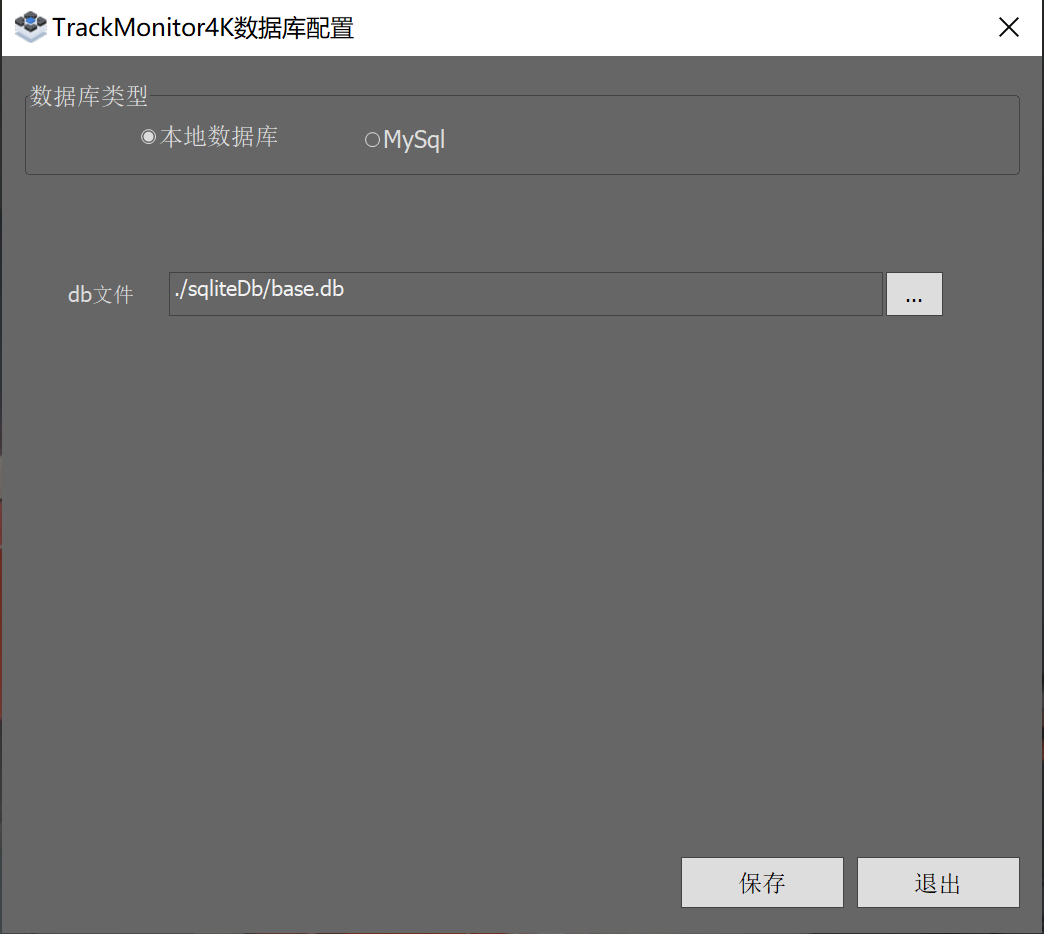 TrackMonitor4K数据库配置
数据库类型
本地数据库
MySql
db文件
./sqliteDb/base.db
...
保存
退出